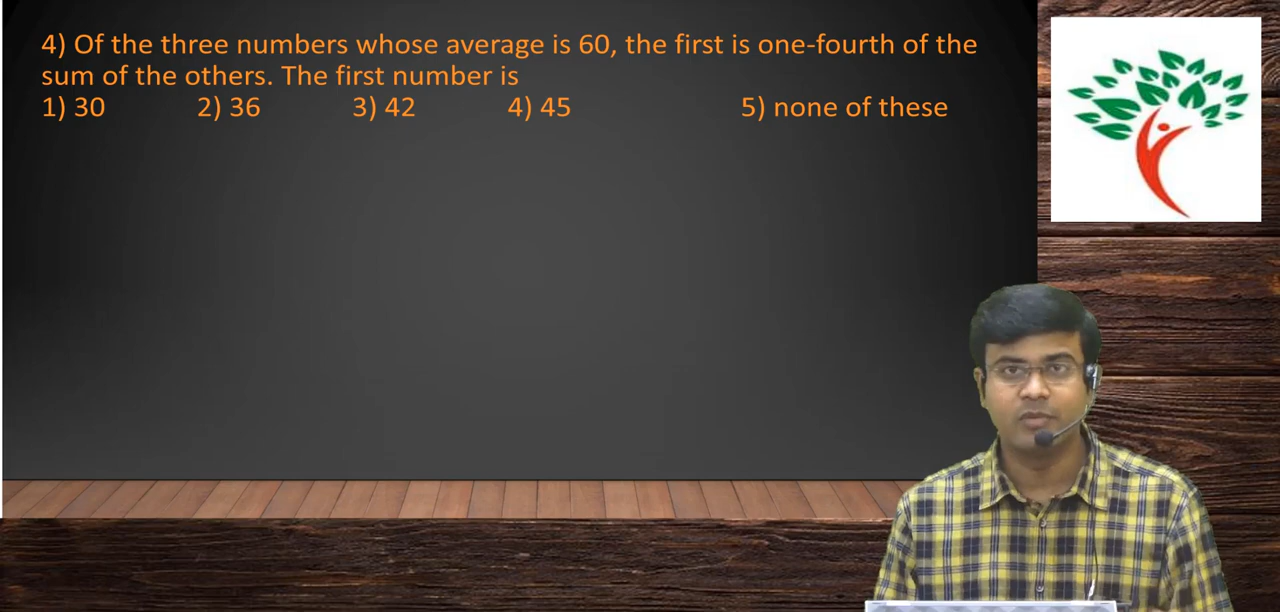 4) Of the three numbers whose average is 60, the first is one-fourth of the
sum of the others. The first number is
1) 30 2) 36 3) 42 4) 45 5) none of these